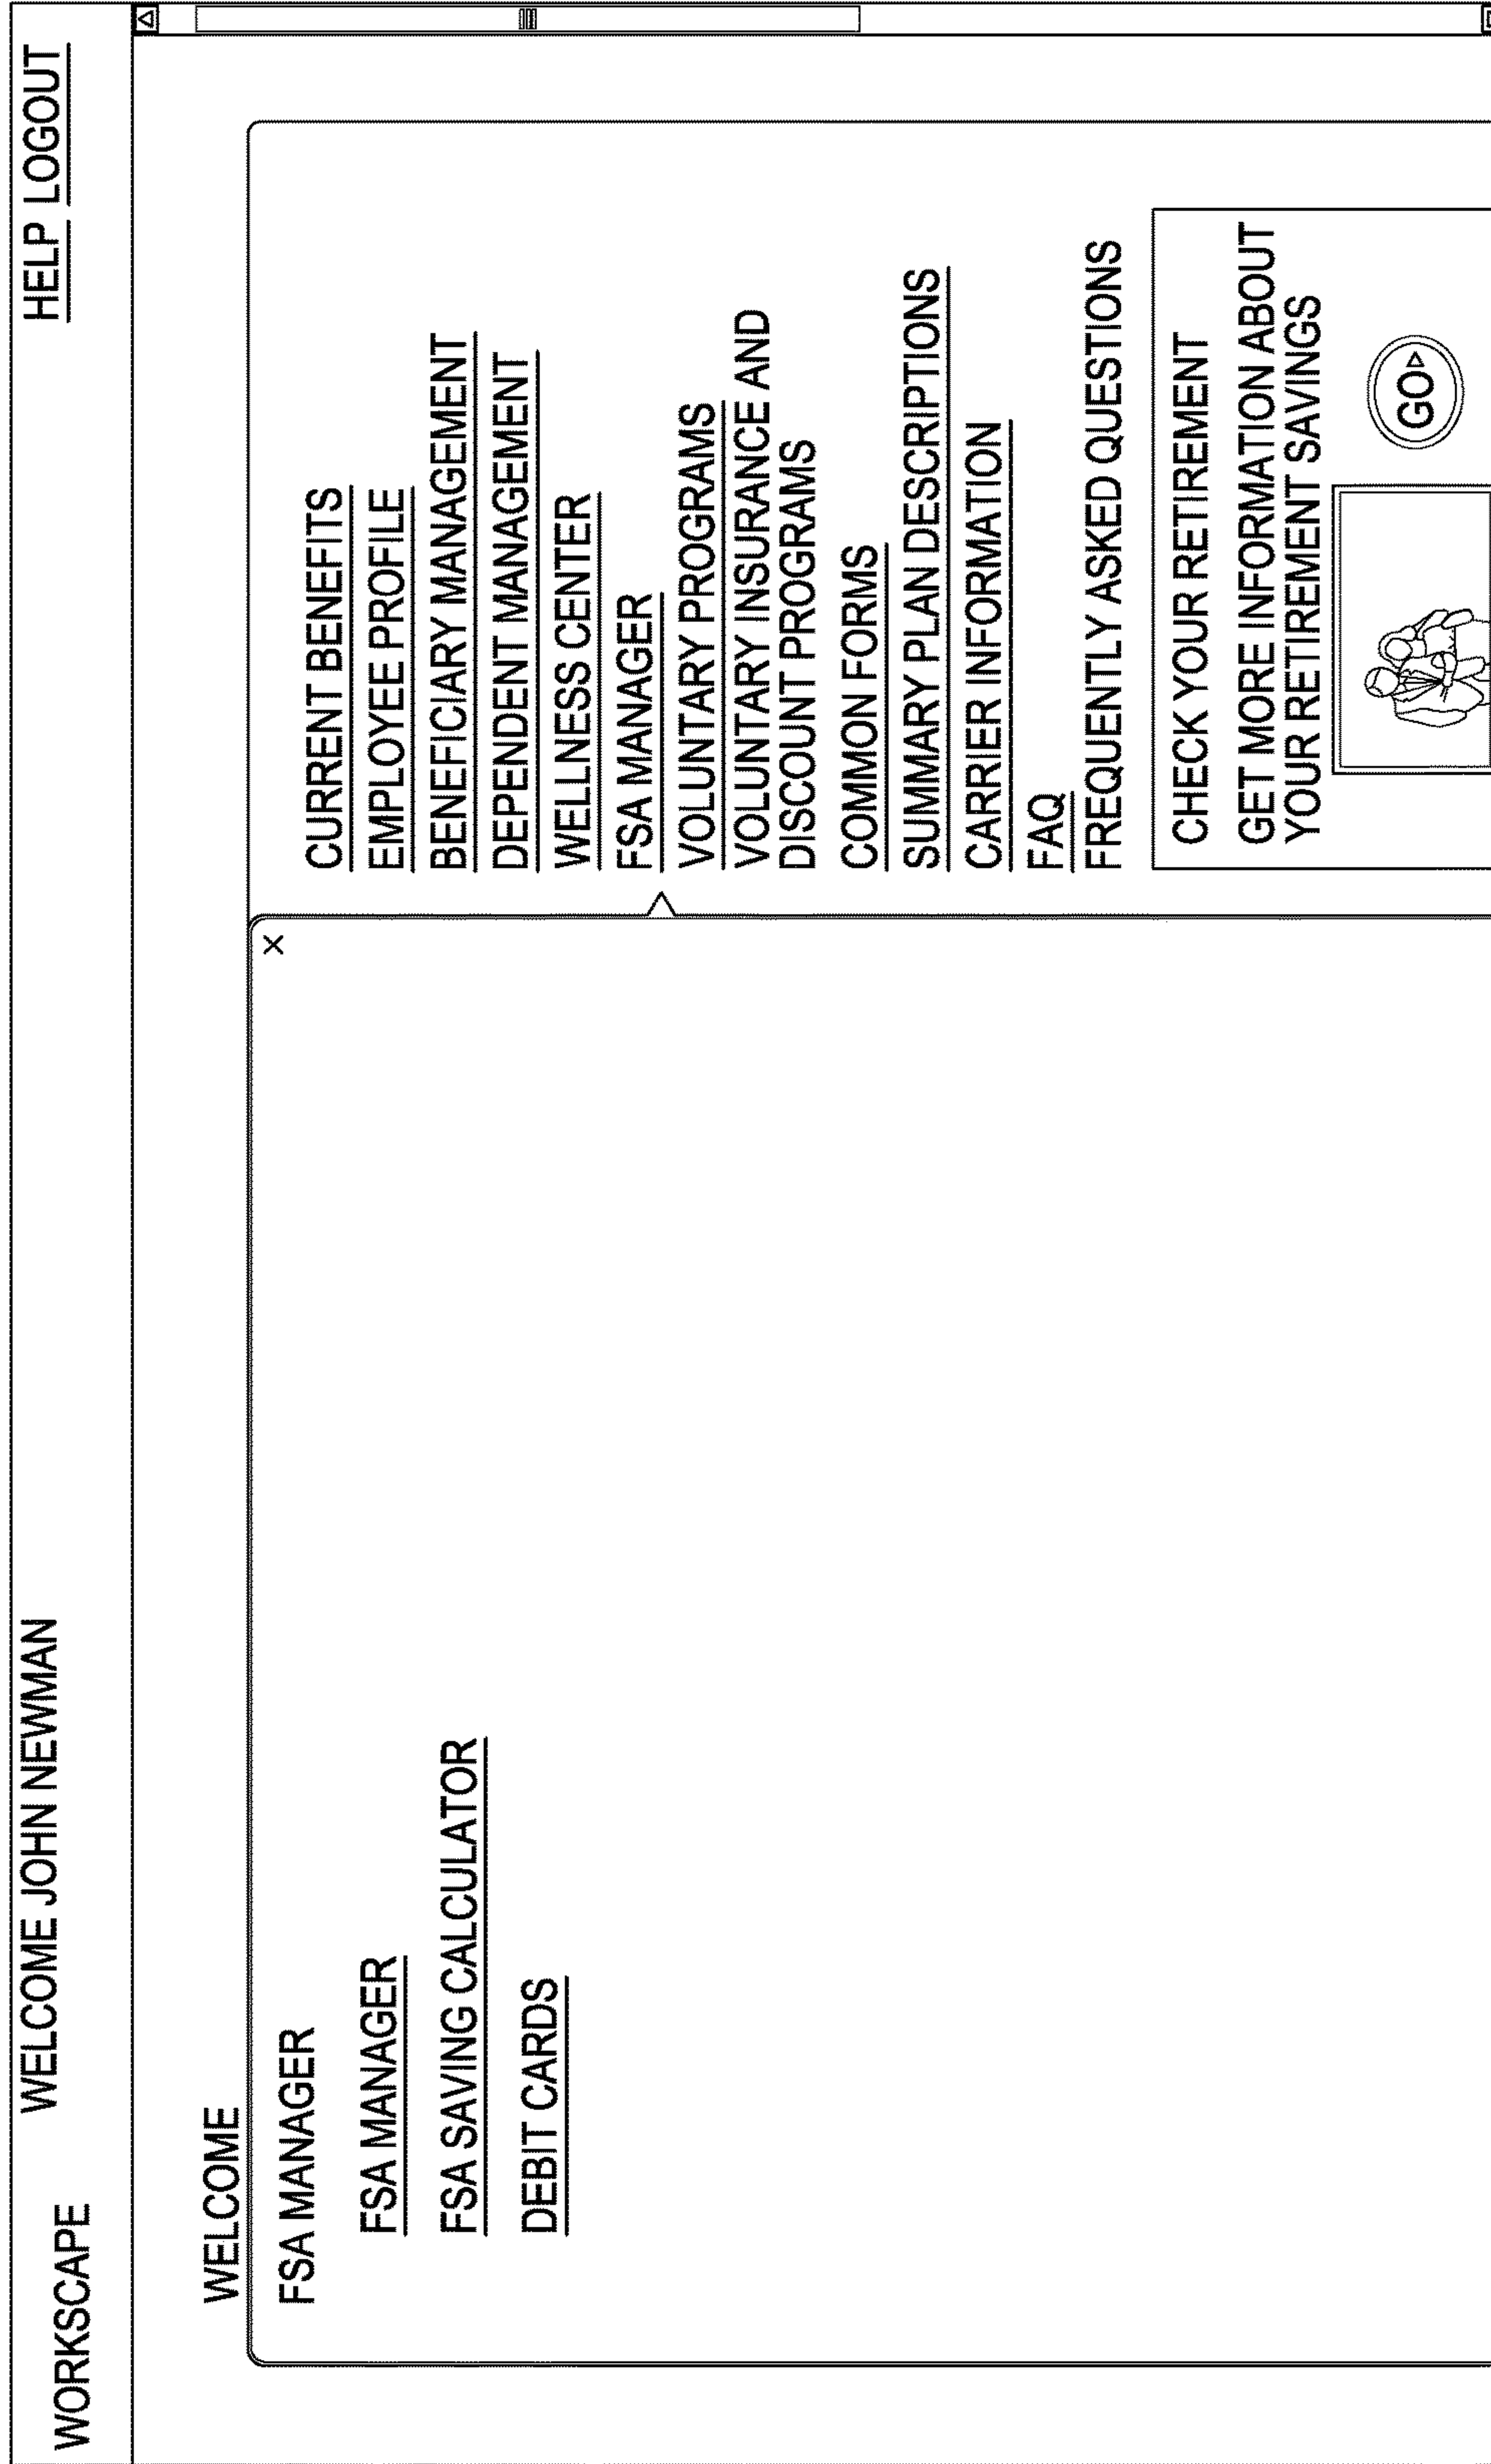 WORKSCAPE
WELCOME JOHN NEWMAN
HELP LOGOUT
WELCOME
FSA MANAGER
X
FSA MANAGER
FSA SAVING CALCULATOR
DEBIT CARDS
CURRENT BENEFITS
EMPLOYEE PROFILE
BENEFICIARY MANAGEMENT
DEPENDENT MANAGEMENT
WELLNESS CENTER
FSA MANAGER
VOLUNTARY PROGRAMS
VOLUNTARY INSURANCE AND
DISCOUNT PROGRAMS
COMMON FORMS
SUMMARY PLAN DESCRIPTIONS
CARRIER INFORMATION
FAQ
FREQUENTLY ASKED QUESTIONS
CHECK YOUR RETIREMENT
GET MORE INFORMATION ABOUT
YOUR RETIREMENT SAVINGS
GO